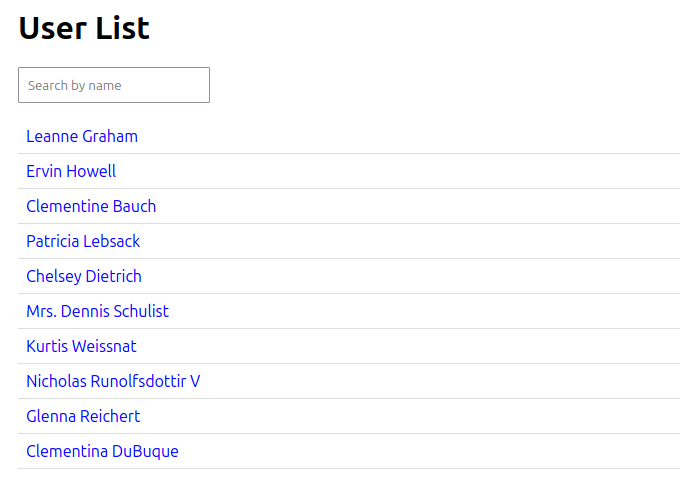 User List
Search by name
Leanne Graham
Ervin Howell
Clementine Bauch
Patricia Lebsack
Chelsey Dietrich
Mrs. Dennis Schulist
Kurtis Weissnat
Nicholas Runolfsdottir V
Glenna Reichert
Clementina DuBuque